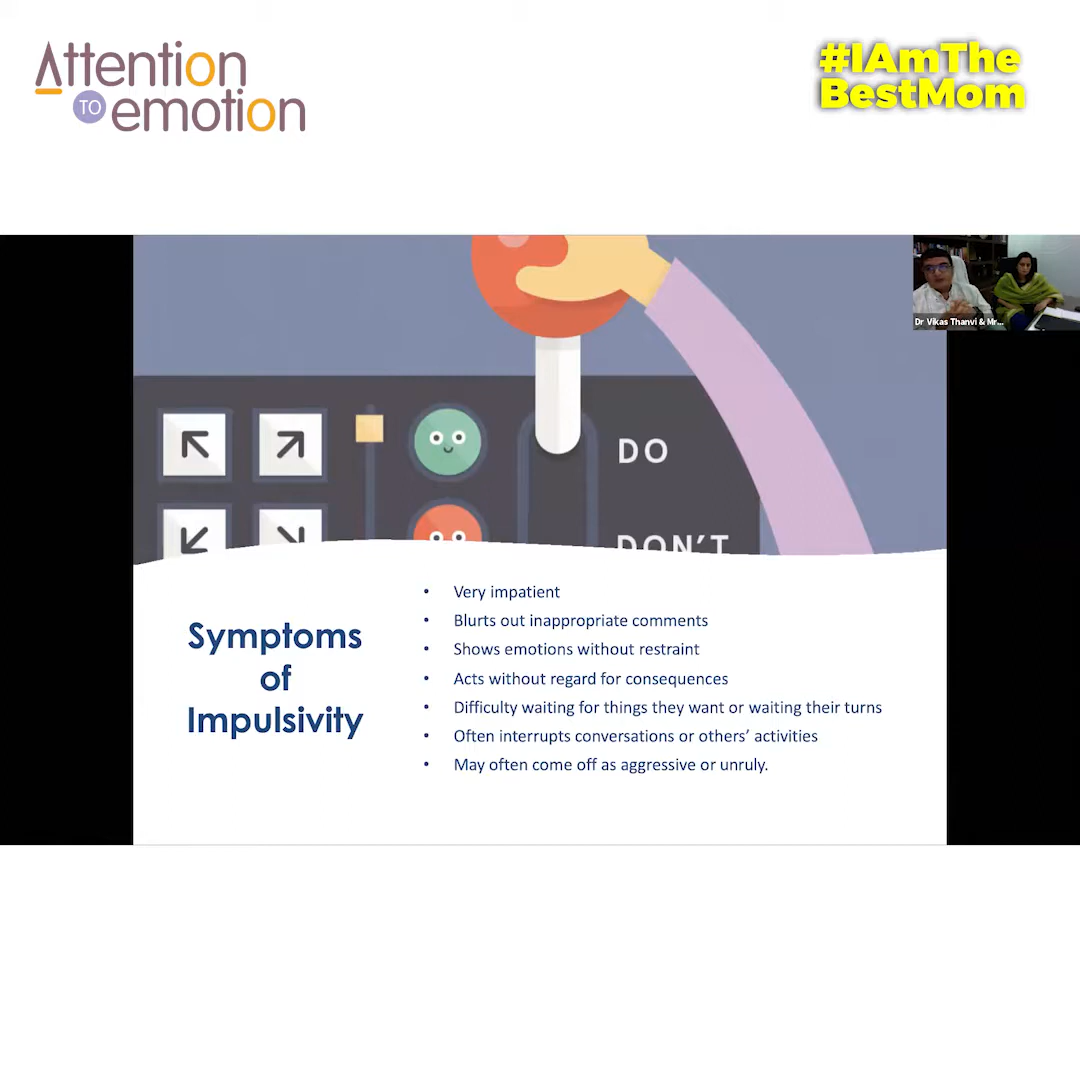 Attention
TO emotion
#IAmThe
BestMom
Dr Vikas Thanvi & Mr...
DO
DON'T
Symptoms
of
Impulsivity
• Very impatient
• Blurts out inappropriate comments
• Shows emotions without restraint
• Acts without regard for consequences
• Difficulty waiting for things they want or waiting their turns
• Often interrupts conversations or others’ activities
• May often come off as aggressive or unruly.